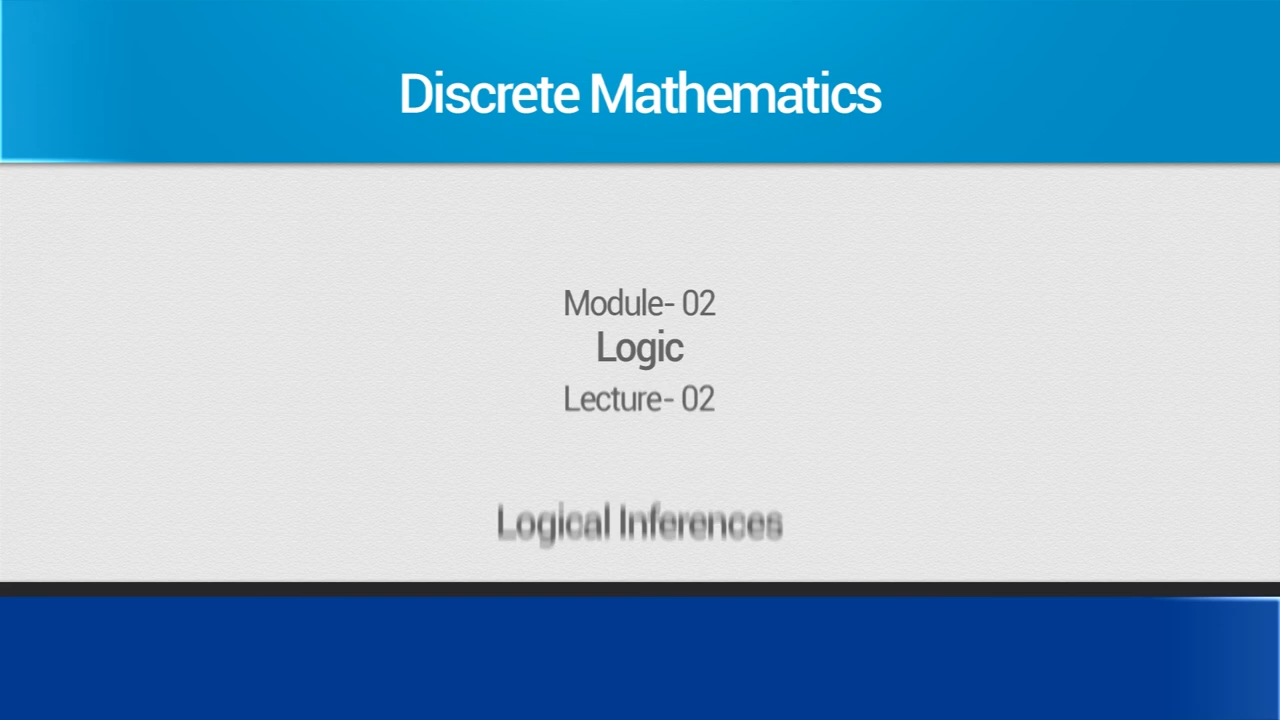 Discrete Mathematics
Module- 02
Logic
Lecture- 02
Logical Inferences